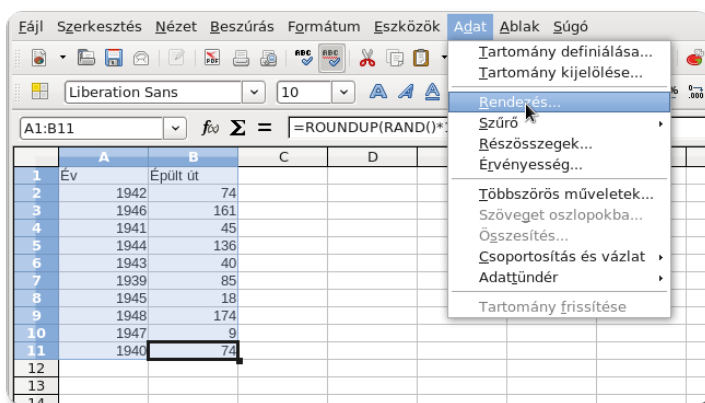 Fájl Szerkesztés Nézet Beszúrás Formátum Eszközök Adat Ablak Súgó
Tartomány definiálása...
Tartomány kijelölése...
Liberation Sans 10
Rendezés...
A1:B11 =ROUNDUP(RAND()*
Szűrő
Részösszegek...
Érvényesség...
Többszörös műveletek...
Szöveget oszlopokba...
Összesítés...
Csoportosítás és vázlat
Adattündér
Tartomány frissítése
A B C D
1 Év Épült út
2 1942 74
3 1946 161
4 1941 45
5 1944 136
6 1943 40
7 1939 85
8 1945 18
9 1948 174
10 1947 9
11 1940 74
12
13
14